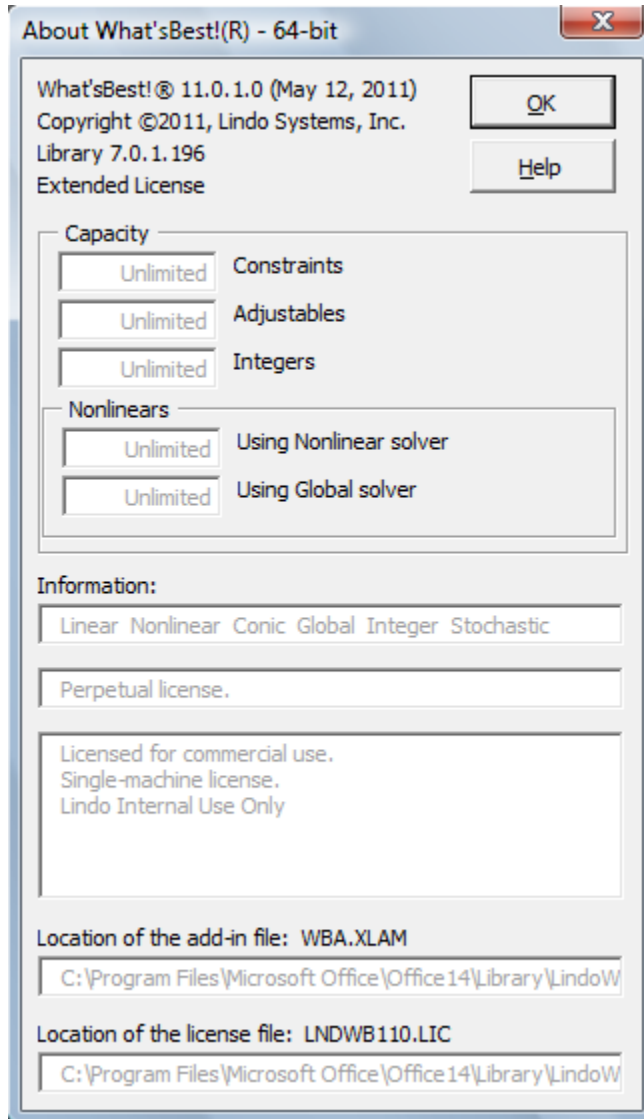 About What'sBest!(R) - 64-bit
What'sBest!® 11.0.1.0 (May 12, 2011)
Copyright ©2011, Lindo Systems, Inc.
Library 7.0.1.196
Extended License
OK
Help
Capacity
Unlimited Constraints
Unlimited Adjustables
Unlimited Integers
Nonlinears
Unlimited Using Nonlinear solver
Unlimited Using Global solver
Information:
Linear Nonlinear Conic Global Integer Stochastic
Perpetual license.
Licensed for commercial use.
Single-machine license.
Lindo Internal Use Only
Location of the add-in file: WBA.XLAM
C:\Program Files\Microsoft Office\Office14\Library\LindoW
Location of the license file: LNDWB110.LIC
C:\Program Files\Microsoft Office\Office14\Library\LindoW